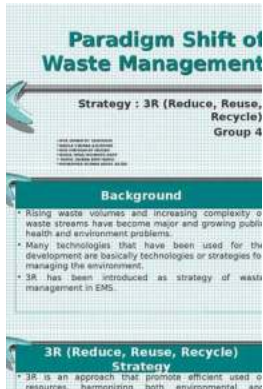 Paradigm Shift of
Waste Management
Strategy : 3R (Reduce, Reuse,
Recycle)
Group 4
Background
• Rising waste volumes and increasing complexity o
waste streams have become major and growing publi
health and environment problems.
• Many technologies that have been used for the
development are basically technologies or strategies fo
managing the environment.
• 3R has been introduced as strategy of waste
management in EMS.
3R (Reduce, Reuse, Recycle)
Strategy
• 3R is an approach that promote efficient used o
resources, harmonizing both environmental and